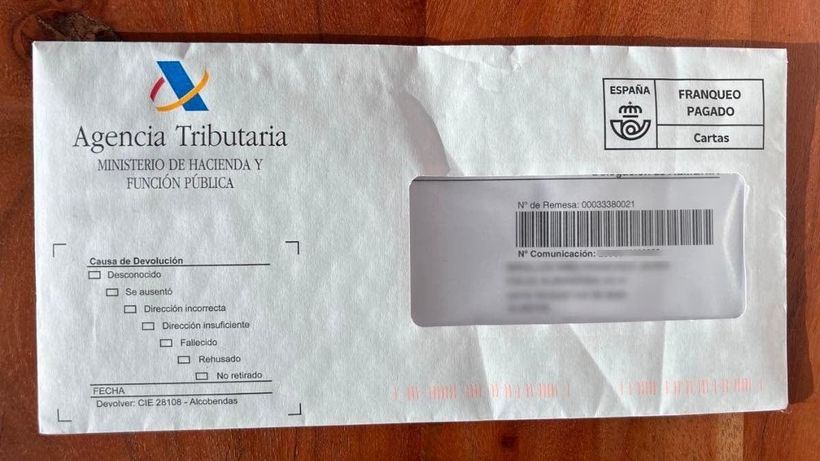 Agencia Tributaria
MINISTERIO DE HACIENDA Y
FUNCIÓN PÚBLICA
ESPAÑA
FRANQUEO
PAGADO
Cartas
Nº de Remesa: 00033380021
Nº Comunicación:
Causa de Devolución
Desconocido
Se ausentó
Dirección incorrecta
Dirección insuficiente
Fallecido
Rehusado
No retirado
FECHA
Devolver: CIE 28108 - Alcobendas